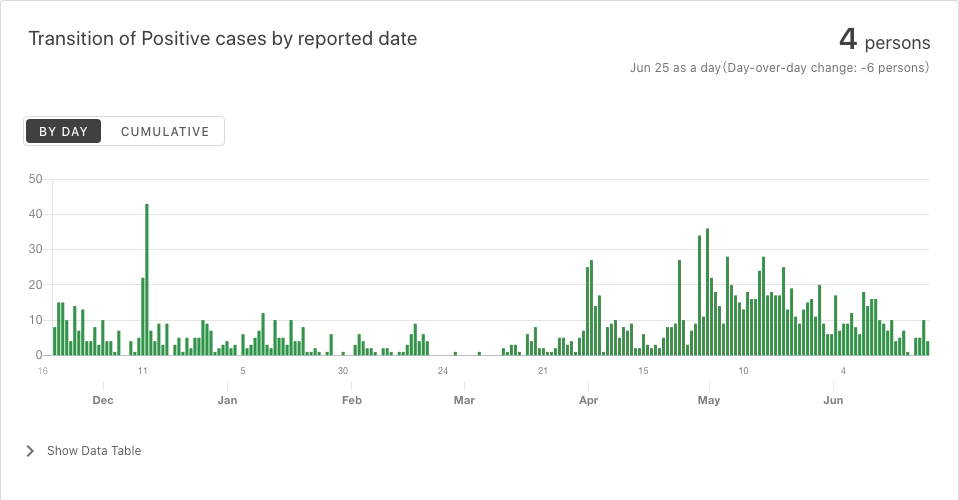 Transition of Positive cases by reported date
4 persons
Jun 25 as a day(Day-over-day change: -6 persons)
BY DAY CUMULATIVE
50
40
30
20
10
0
16 11 5 30 24 21 15 10 4
Dec Jan Feb Mar Apr May Jun
Show Data Table